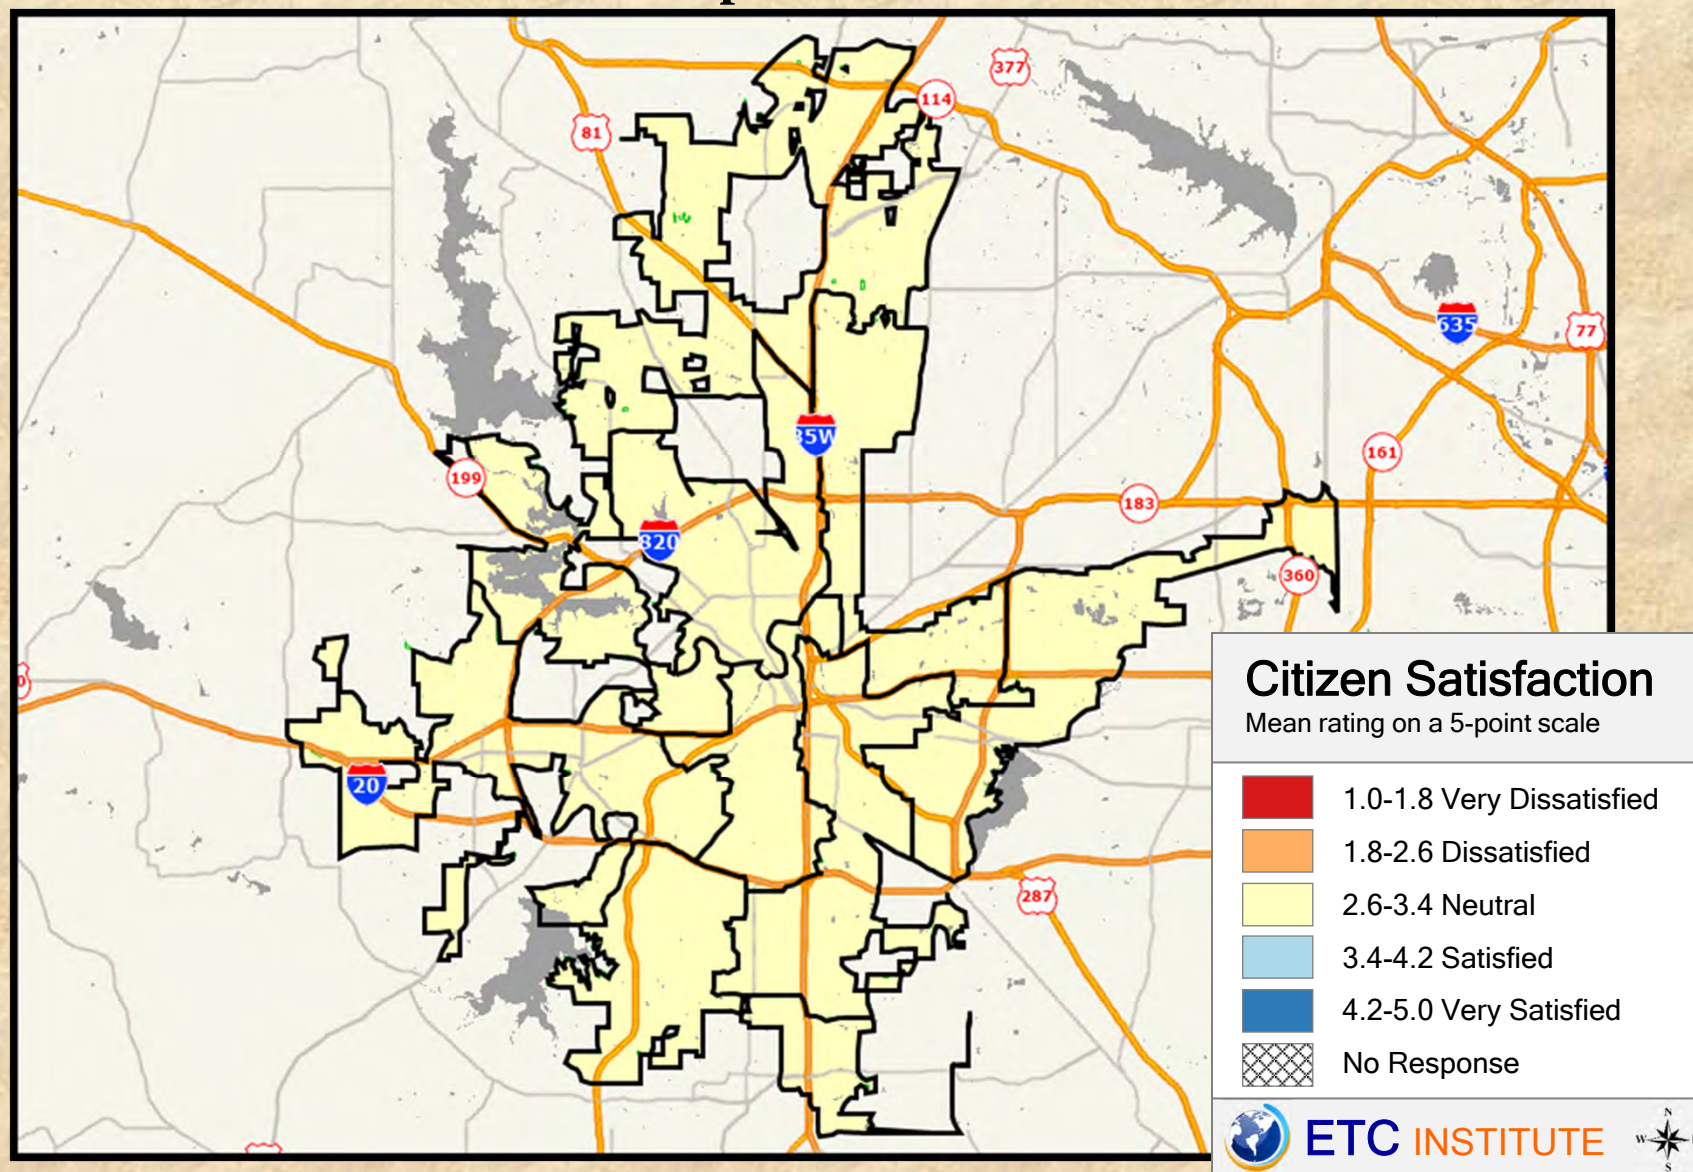 377
114
81
635
77
35W
161
199
183
820
360
20
287
Citizen Satisfaction
Mean rating on a 5-point scale
1.0-1.8 Very Dissatisfied
1.8-2.6 Dissatisfied
2.6-3.4 Neutral
3.4-4.2 Satisfied
4.2-5.0 Very Satisfied
No Response
ETC INSTITUTE
N
W
S